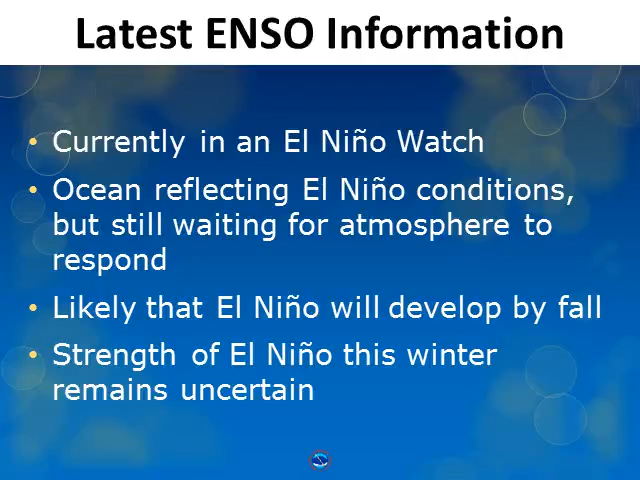 Latest ENSO Information
• Currently in an El Niño Watch
• Ocean reflecting El Niño conditions,
but still waiting for atmosphere to
respond
• Likely that El Niño will develop by fall
• Strength of El Niño this winter
remains uncertain